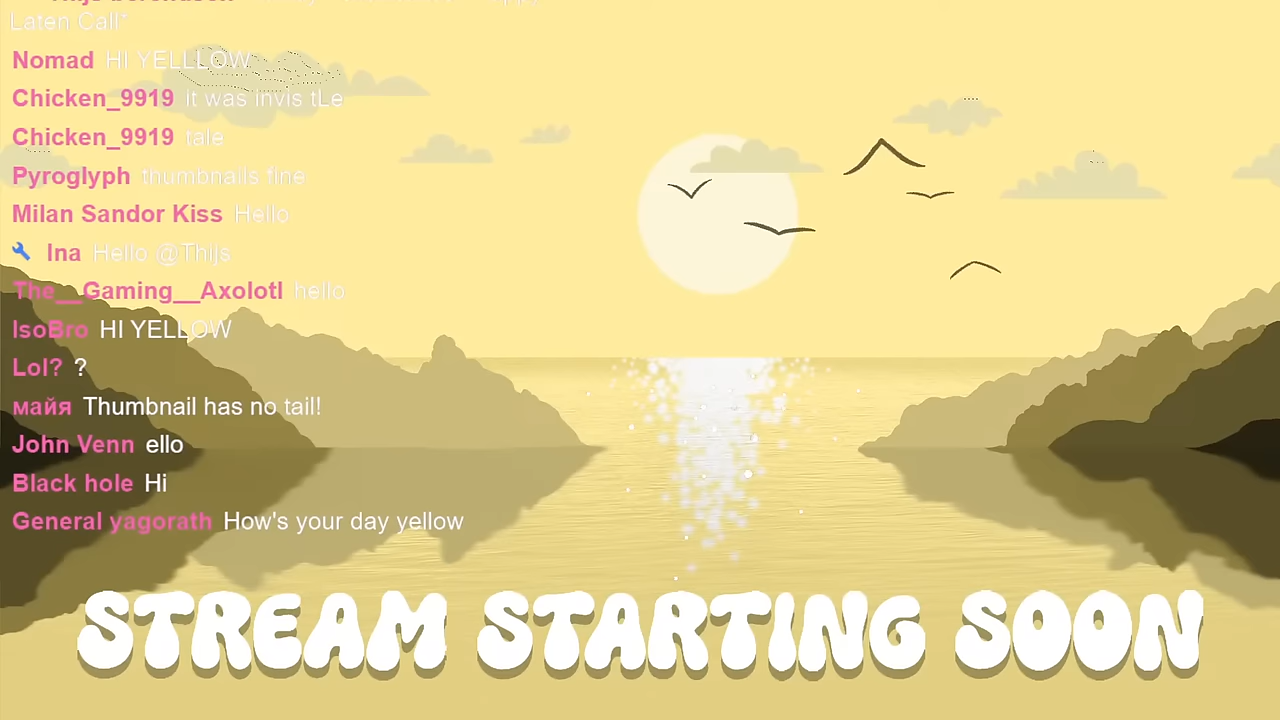 Laten Call*
Nomad HI YELLLOW
Chicken_9919 it was invis tLe
Chicken_9919 tale
Pyroglyph thumbnails fine
Milan Sandor Kiss Hello
Ina Hello @Thijs
The__Gaming__Axolotl hello
IsoBro HI YELLOW
Lol? ?
майя Thumbnail has no tail!
John Venn ello
Black hole Hi
General yagorath How's your day yellow
STREAM STARTING SOON